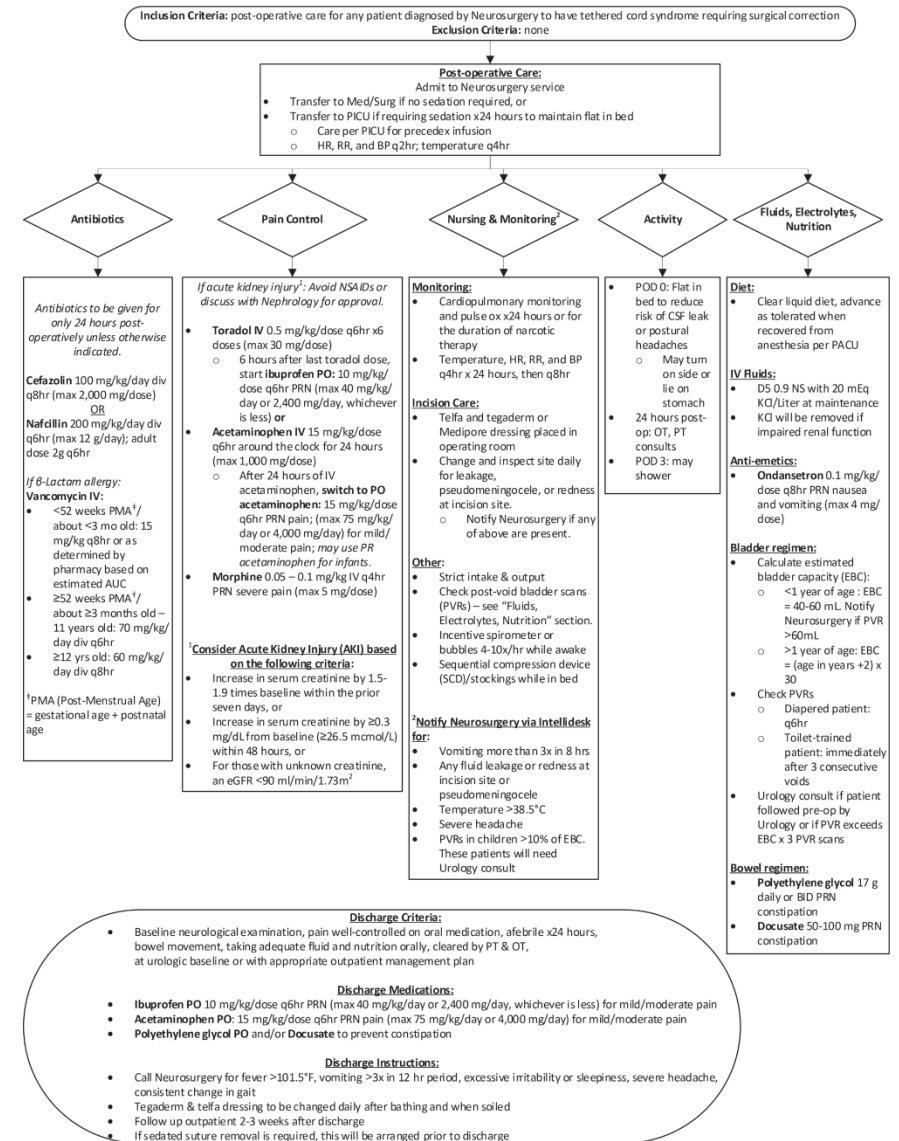 Inclusion Criteria: post-operative care for any patient diagnosed by Neurosurgery to have tethered cord syndrome requiring surgical correction
Exclusion Criteria: none
Post-operative Care:
Admit to Neurosurgery service
• Transfer to Med/Surg if no sedation required, or
• Transfer to PICU if requiring sedation x24 hours to maintain flat in bed
○ Care per PICU for precedex infusion
○ HR, RR, and BP q2hr; temperature q4hr
Antibiotics
Pain Control
Nursing & Monitoring²
Activity
Fluids, Electrolytes,
Nutrition
Antibiotics to be given for
only 24 hours post-
operatively unless otherwise
indicated.
Cefazolin 100 mg/kg/day div
q8hr (max 2,000 mg/dose)
OR
Nafcillin 200 mg/kg/day div
q6hr (max 12 g/day); adult
dose 2g q6hr
If β-Lactam allergy:
Vancomycin IV:
• <52 weeks PMA†/
about <3 mo old: 15
mg/kg q8hr or as
determined by
pharmacy based on
estimated AUC
• ≥52 weeks PMA†/
about ≥3 months old –
11 years old: 70 mg/kg/
day div q6hr
• ≥12 yrs old: 60 mg/kg/
day div q8hr
†PMA (Post-Menstrual Age)
= gestational age + postnatal
age
If acute kidney injury¹: Avoid NSAIDs or
discuss with Nephrology for approval.
• Toradol IV 0.5 mg/kg/dose q6hr x6
doses (max 30 mg/dose)
○ 6 hours after last toradol dose,
start ibuprofen PO: 10 mg/kg/
dose q6hr PRN (max 40 mg/kg/
day or 2,400 mg/day, whichever
is less) or
• Acetaminophen IV 15 mg/kg/dose
q6hr around the clock for 24 hours
(max 1,000 mg/dose)
○ After 24 hours of IV
acetaminophen, switch to PO
acetaminophen: 15 mg/kg/dose
q6hr PRN pain; (max 75 mg/kg/
day or 4,000 mg/day) for mild/
moderate pain; may use PR
acetaminophen for infants.
• Morphine 0.05 – 0.1 mg/kg IV q4hr
PRN severe pain (max 5 mg/dose)
¹Consider Acute Kidney Injury (AKI) based
on the following criteria:
• Increase in serum creatinine by 1.5-
1.9 times baseline within the prior
seven days, or
• Increase in serum creatinine by ≥0.3
mg/dL from baseline (≥26.5 mcmol/L)
within 48 hours, or
• For those with unknown creatinine,
an eGFR <90 ml/min/1.73m²
Monitoring:
• Cardiopulmonary monitoring
and pulse ox x24 hours or for
the duration of narcotic
therapy
• Temperature, HR, RR, and BP
q4hr x 24 hours, then q8hr
Incision Care:
• Telfa and tegaderm or
Medipore dressing placed in
operating room
• Change and inspect site daily
for leakage,
pseudomeningocele, or redness
at incision site.
○ Notify Neurosurgery if any
of above are present.
Other:
• Strict intake & output
• Check post-void bladder scans
(PVRs) – see “Fluids,
Electrolytes, Nutrition” section.
• Incentive spirometer or
bubbles 4-10x/hr while awake
• Sequential compression device
(SCD)/stockings while in bed
²Notify Neurosurgery via Intellidesk
for:
• Vomiting more than 3x in 8 hrs
• Any fluid leakage or redness at
incision site or
pseudomeningocele
• Temperature >38.5°C
• Severe headache
• PVRs in children >10% of EBC.
These patients will need
Urology consult
• POD 0: Flat in
bed to reduce
risk of CSF leak
or postural
headaches
○ May turn
on side or
lie on
stomach
• 24 hours post-
op: OT, PT
consults
• POD 3: may
shower
Diet:
• Clear liquid diet, advance
as tolerated when
recovered from
anesthesia per PACU
IV Fluids:
• D5 0.9 NS with 20 mEq
KCl/Liter at maintenance
• KCl will be removed if
impaired renal function
Anti-emetics:
• Ondansetron 0.1 mg/kg/
dose q8hr PRN nausea
and vomiting (max 4 mg/
dose)
Bladder regimen:
• Calculate estimated
bladder capacity (EBC):
○ <1 year of age : EBC
= 40-60 mL. Notify
Neurosurgery if PVR
>60mL
○ >1 year of age: EBC
= (age in years +2) x
30
• Check PVRs
○ Diapered patient:
q6hr
○ Toilet-trained
patient: immediately
after 3 consecutive
voids
• Urology consult if patient
followed pre-op by
Urology or if PVR exceeds
EBC x 3 PVR scans
Bowel regimen:
• Polyethylene glycol 17 g
daily or BID PRN
constipation
• Docusate 50-100 mg PRN
constipation
Discharge Criteria:
• Baseline neurological examination, pain well-controlled on oral medication, afebrile x24 hours,
bowel movement, taking adequate fluid and nutrition orally, cleared by PT & OT,
at urologic baseline or with appropriate outpatient management plan
Discharge Medications:
• Ibuprofen PO 10 mg/kg/dose q6hr PRN (max 40 mg/kg/day or 2,400 mg/day, whichever is less) for mild/moderate pain
• Acetaminophen PO: 15 mg/kg/dose q6hr PRN pain (max 75 mg/kg/day or 4,000 mg/day) for mild/moderate pain
• Polyethylene glycol PO and/or Docusate to prevent constipation
Discharge Instructions:
• Call Neurosurgery for fever >101.5°F, vomiting >3x in 12 hr period, excessive irritability or sleepiness, severe headache,
consistent change in gait
• Tegaderm & telfa dressing to be changed daily after bathing and when soiled
• Follow up outpatient 2-3 weeks after discharge
• If sedated suture removal is required, this will be arranged prior to discharge